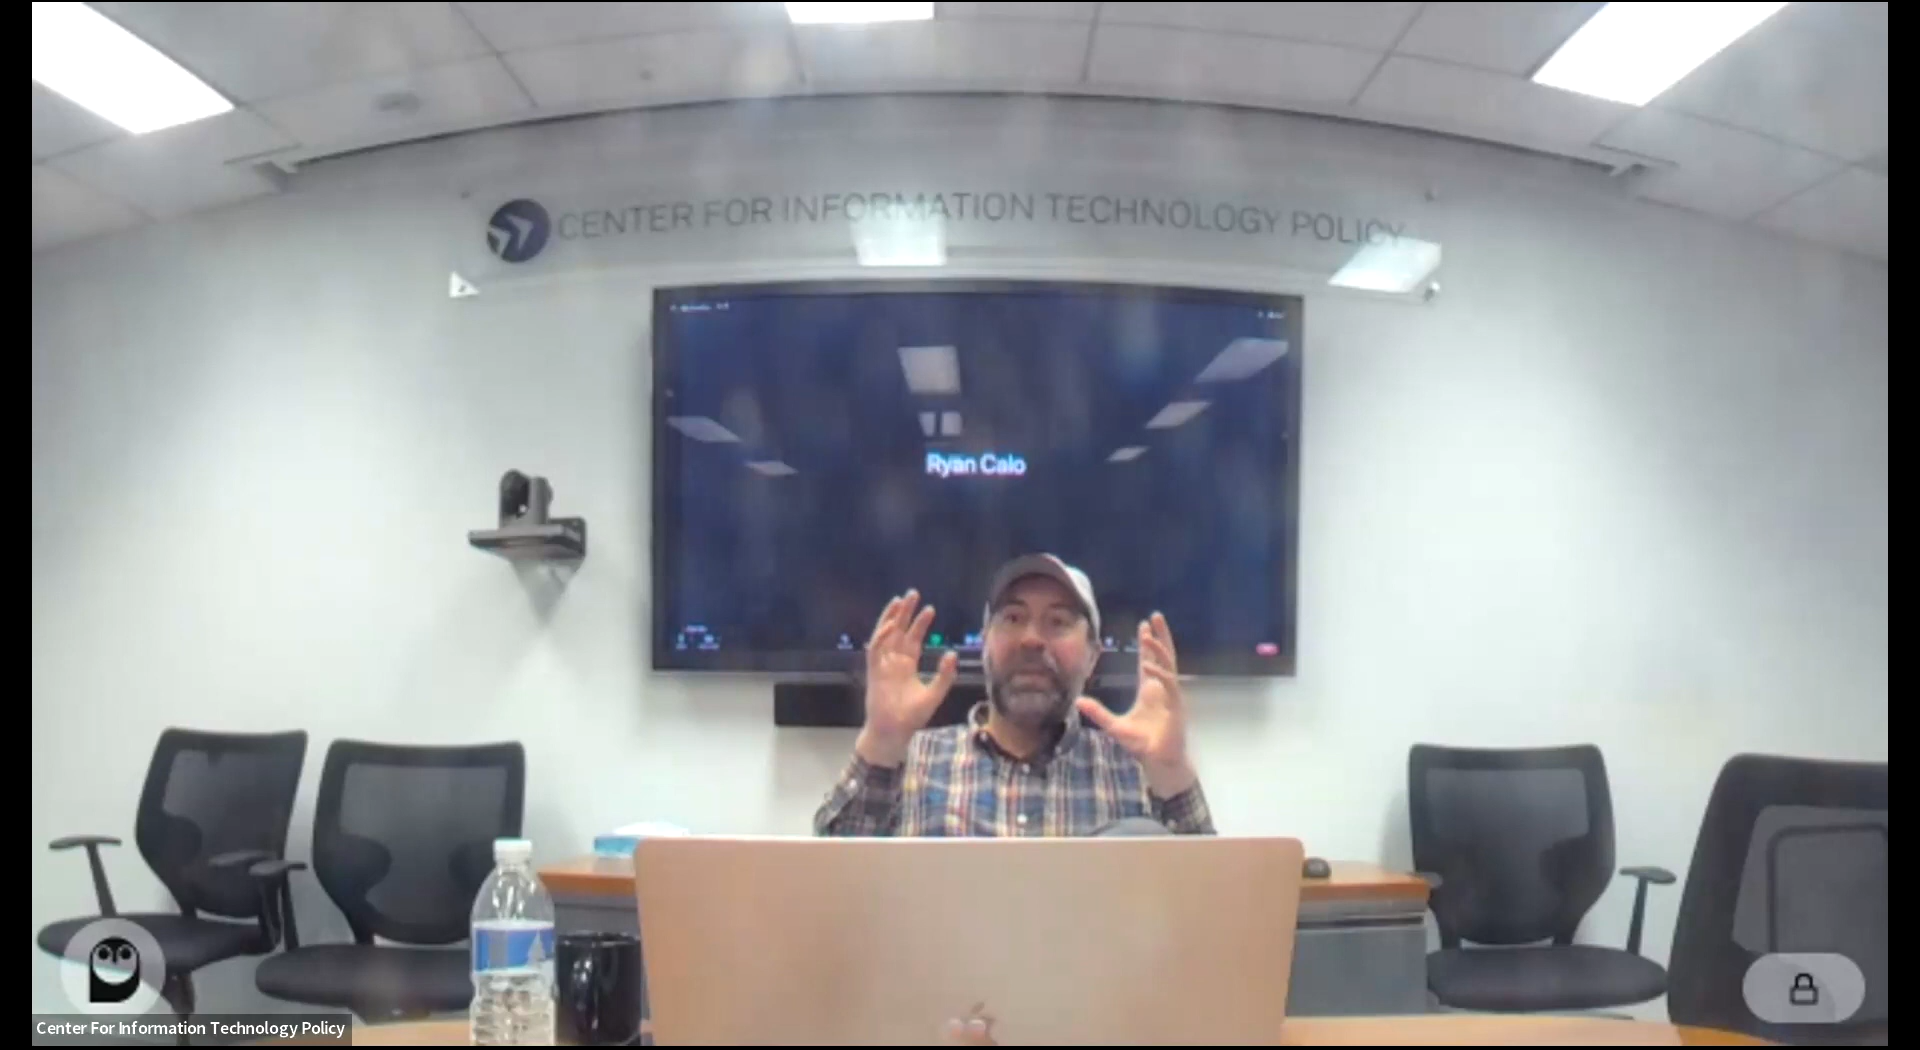 CENTER FOR INFORMATION TECHNOLOGY POLICY
Ryan Calo
Center For Information Technology Policy